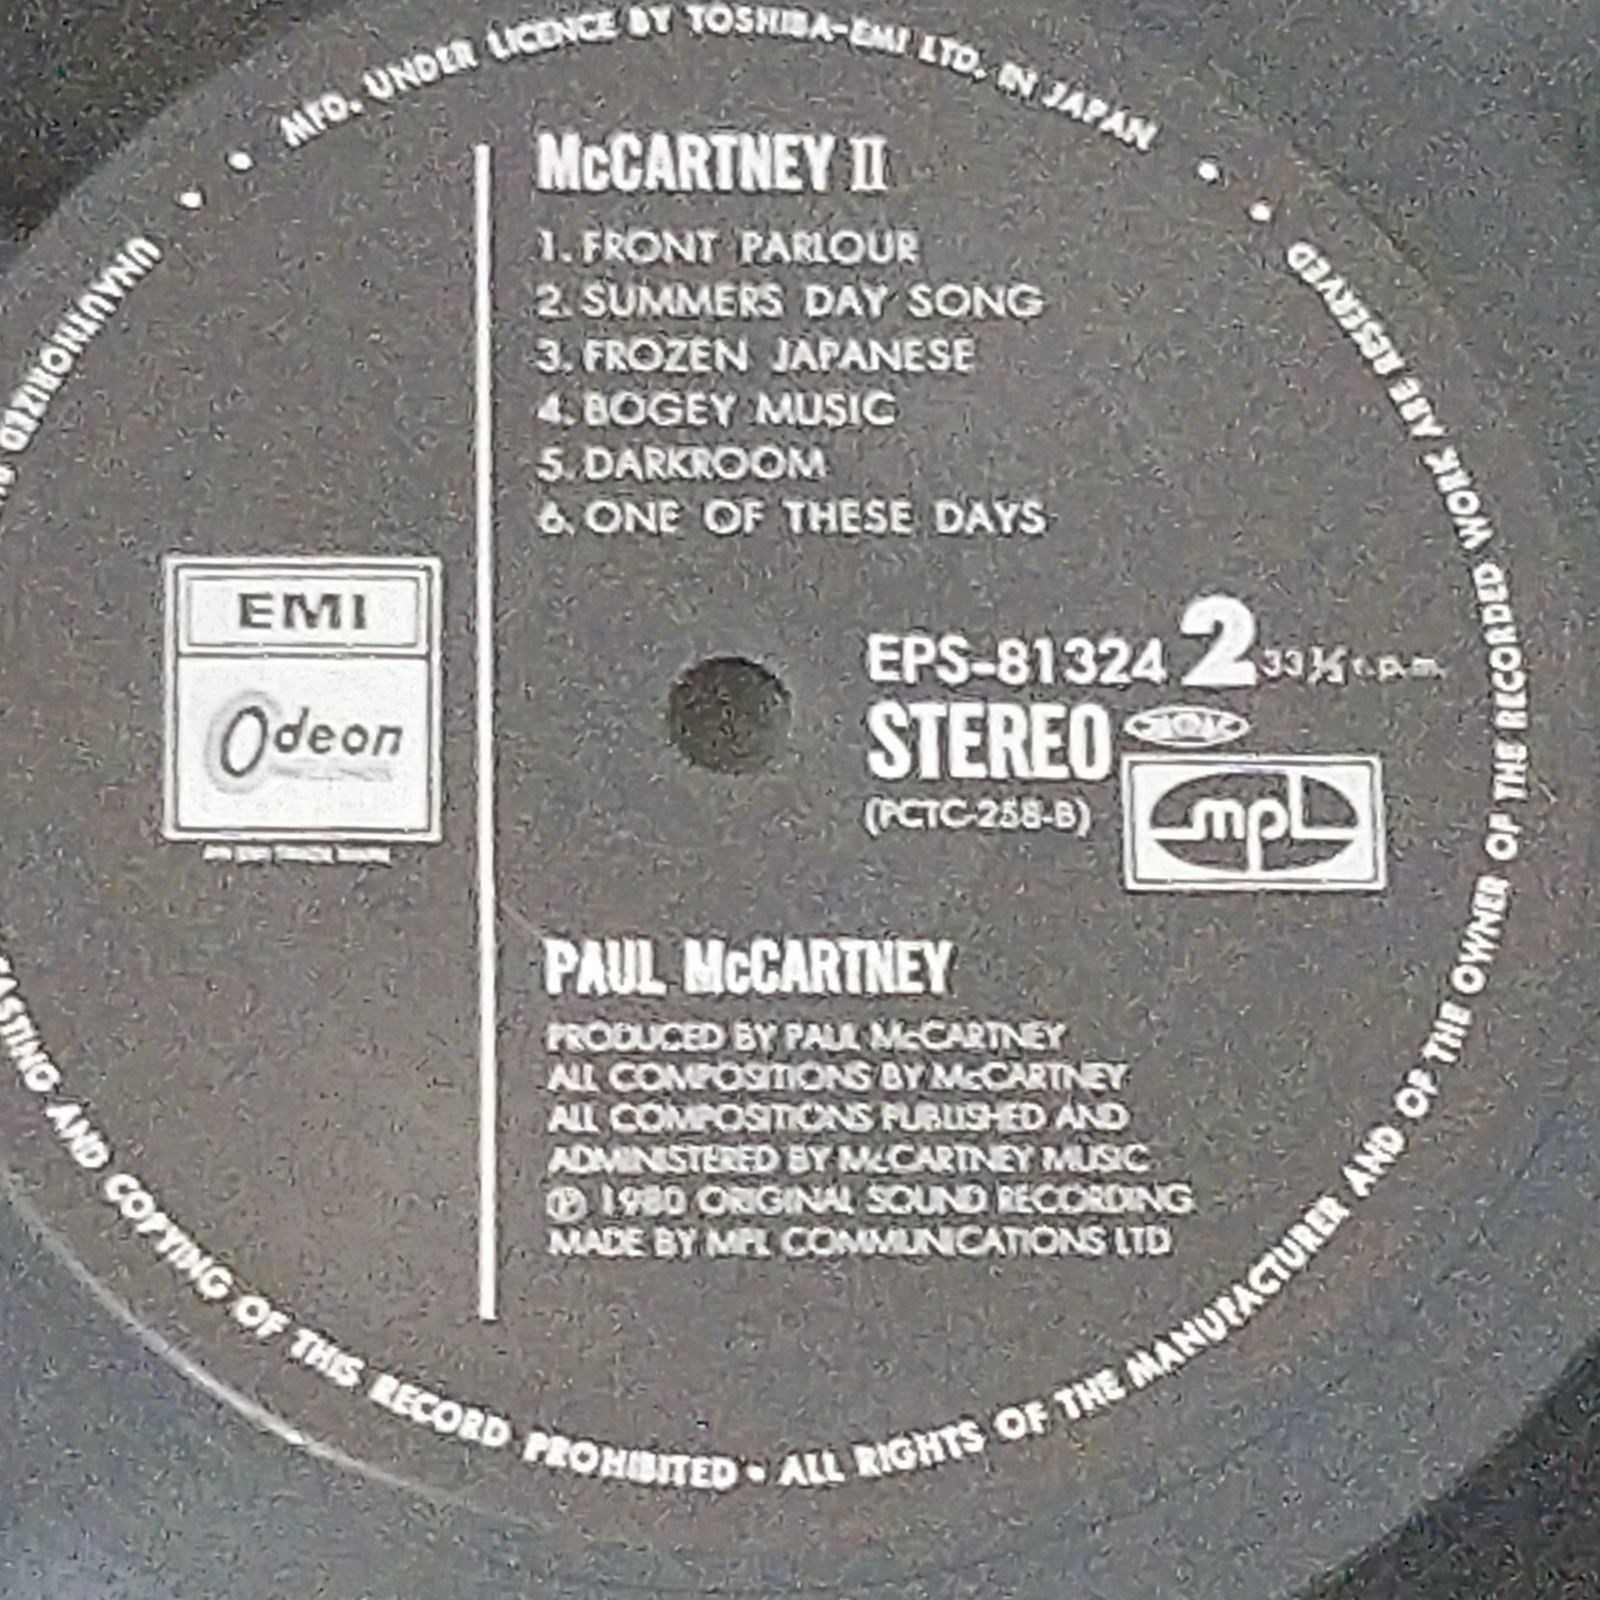 MFD. UNDER LICENCE BY TOSHIBA-EMI LTD. IN JAPAN
McCARTNEY II
1. FRONT PARLOUR
2. SUMMERS DAY SONG
3. FROZEN JAPANESE
4. BOGEY MUSIC
5. DARKROOM
6. ONE OF THESE DAYS
EMI
Odeon
EPS-81324 2 33⅓ r.p.m.
STEREO
(PCTC-258-B)
mpl
PAUL McCARTNEY
PRODUCED BY PAUL McCARTNEY
ALL COMPOSITIONS BY McCARTNEY
ALL COMPOSITIONS PUBLISHED AND
ADMINISTERED BY McCARTNEY MUSIC
Ⓟ 1980 ORIGINAL SOUND RECORDING
MADE BY MPL COMMUNICATIONS LTD
AND COPYING OF THIS RECORD PROHIBITED • ALL RIGHTS OF THE MANUFACTURER AND OF THE OWNER OF THE RECORDED WORK ARE RESERVED
UNAUTHORIZED